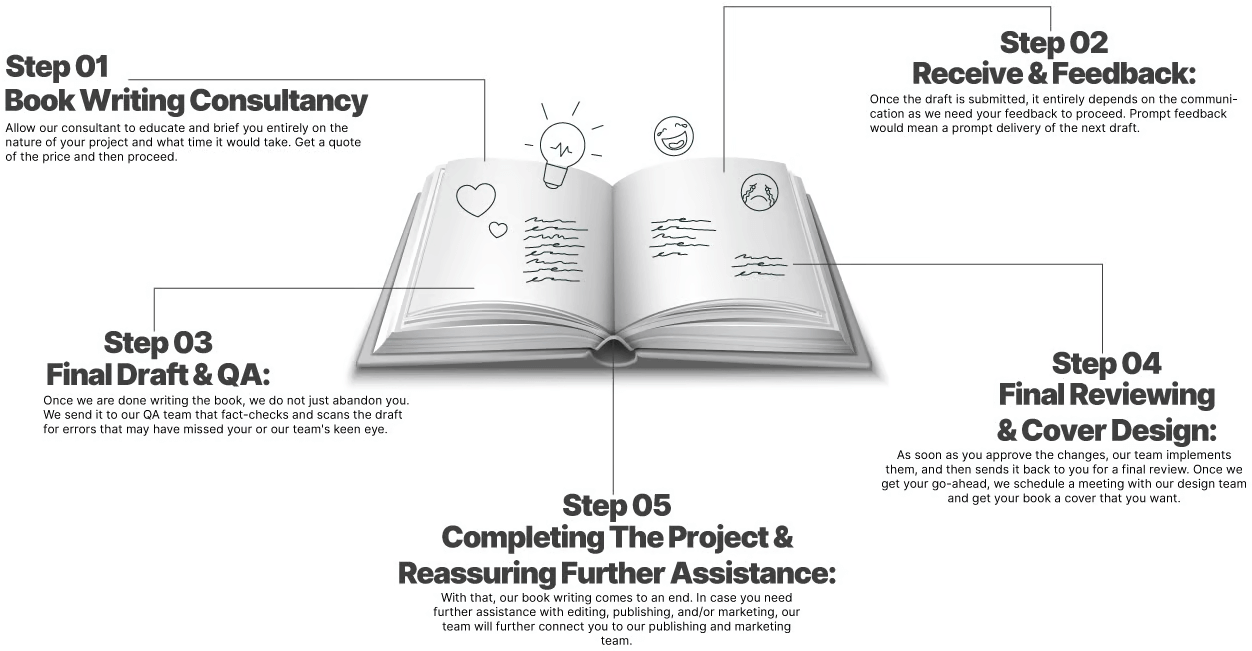 Step 01
Book Writing Consultancy
Allow our consultant to educate and brief you entirely on the
nature of your project and what time it would take. Get a quote
of the price and then proceed.
Step 02
Receive & Feedback:
Once the draft is submitted, it entirely depends on the communi-
cation as we need your feedback to proceed. Prompt feedback
would mean a prompt delivery of the next draft.
Step 03
Final Draft & QA:
Once we are done writing the book, we do not just abandon you.
We send it to our QA team that fact-checks and scans the draft
for errors that may have missed your or our team's keen eye.
Step 04
Final Reviewing
& Cover Design:
As soon as you approve the changes, our team implements
them, and then sends it back to you for a final review. Once we
get your go-ahead, we schedule a meeting with our design team
and get your book a cover that you want.
Step 05
Completing The Project &
Reassuring Further Assistance:
With that, our book writing comes to an end. In case you need
further assistance with editing, publishing, and/or marketing, our
team will further connect you to our publishing and marketing
team.